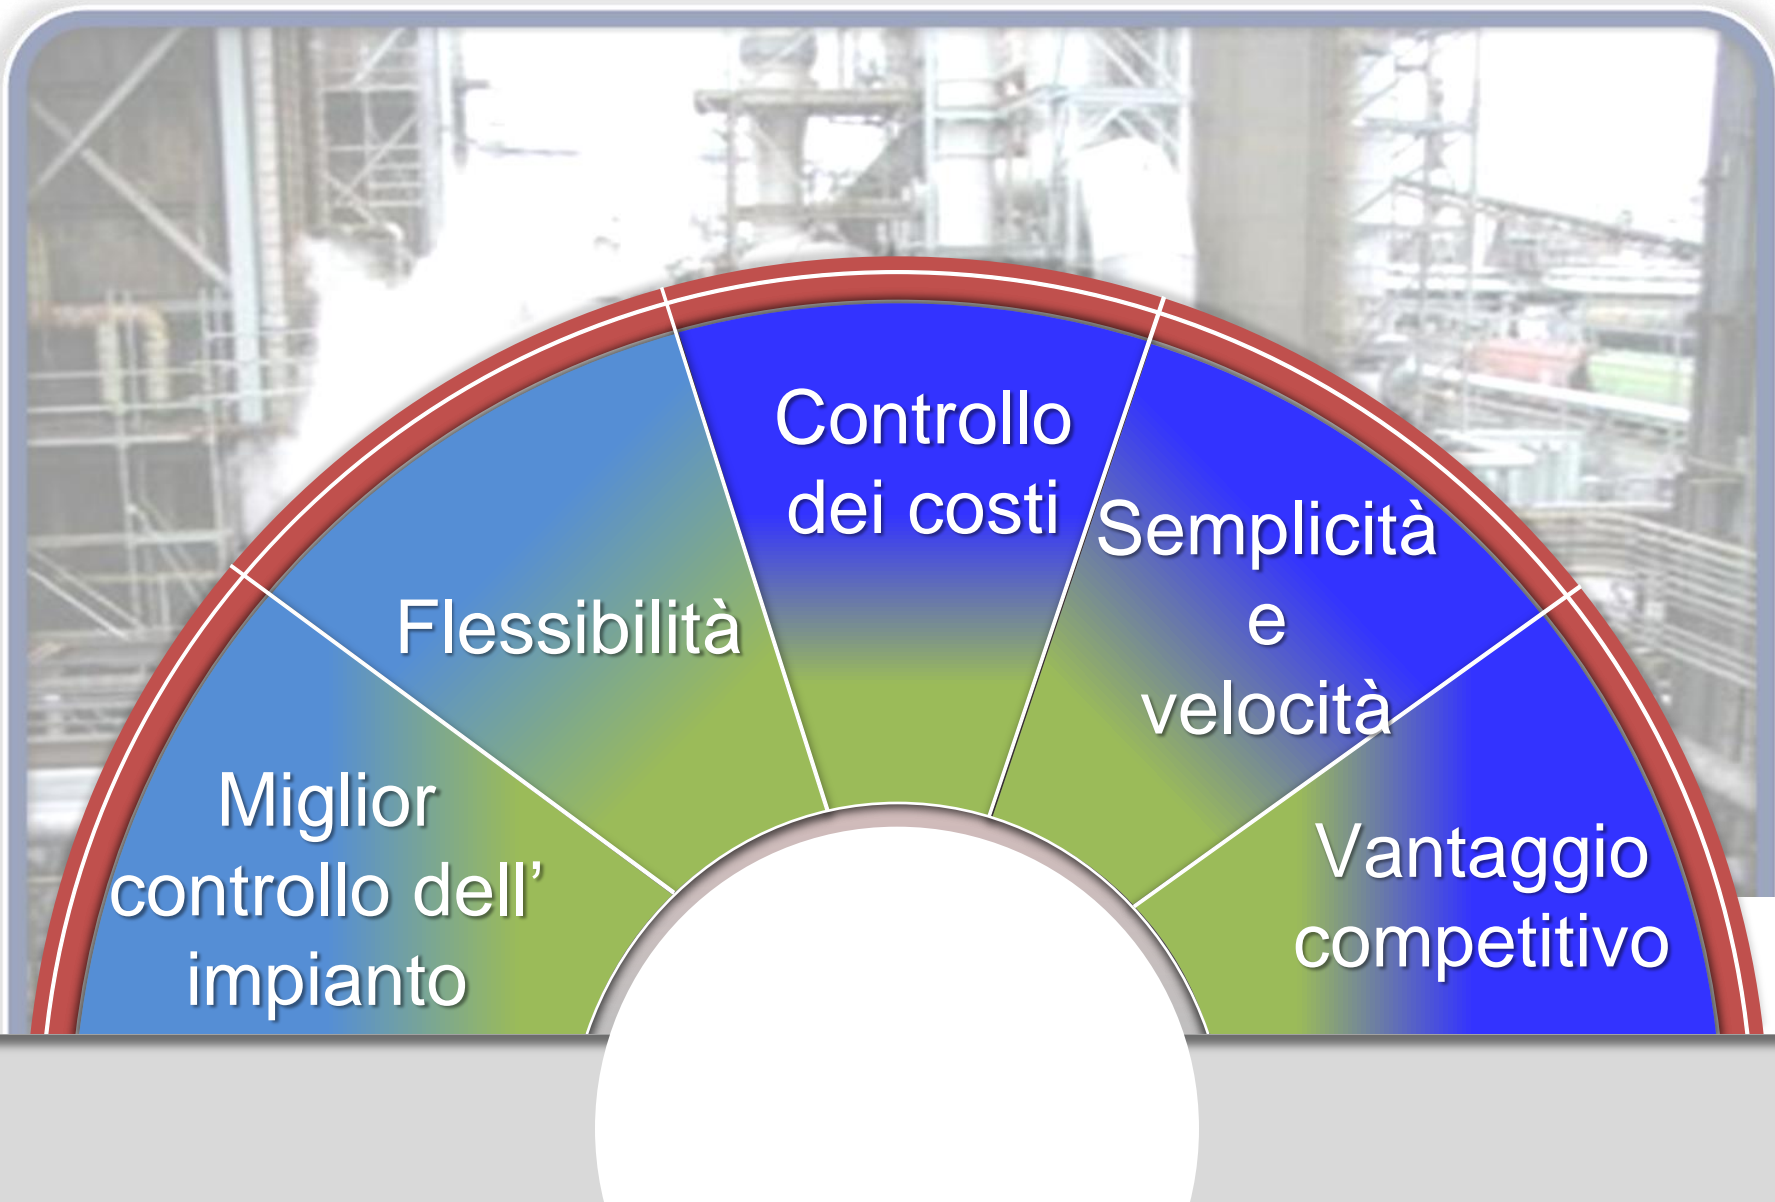 Miglior
controllo dell’
impianto
Flessibilità
Controllo
dei costi
Semplicità
e
velocità
Vantaggio
competitivo